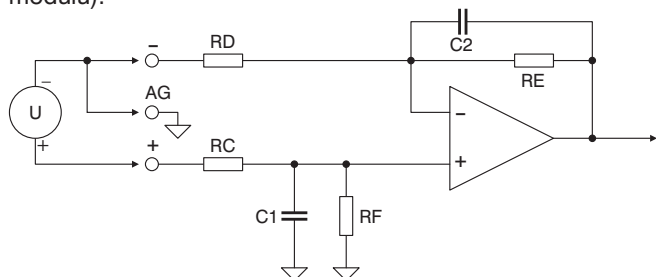 modula).
− RD
C2
RE
AG
−
U
+
+ RC
−
+
C1
RF